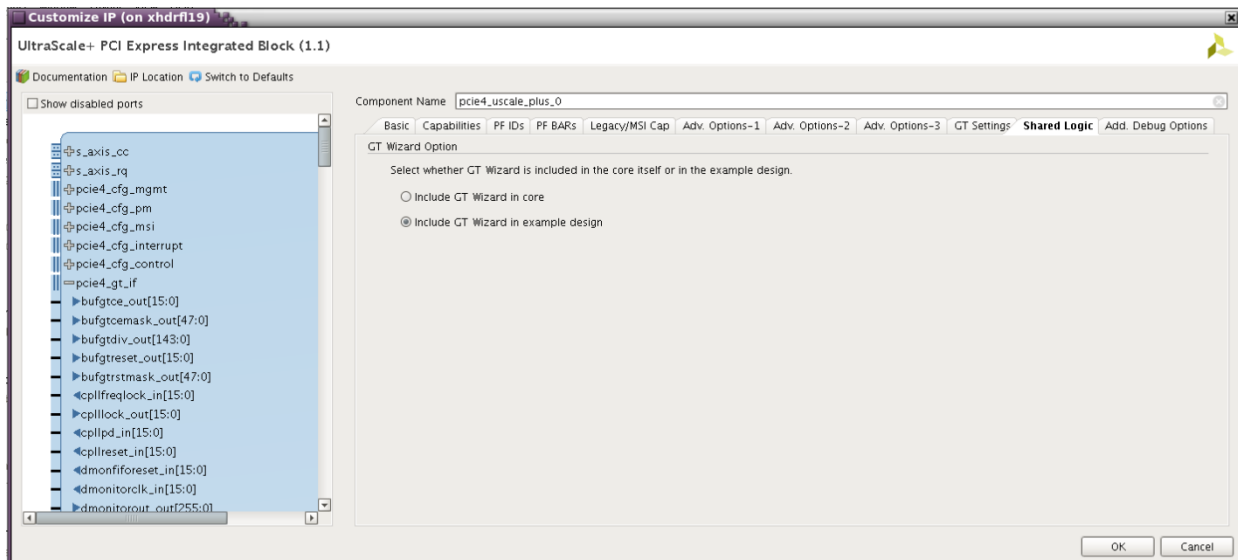 Customize IP (on xhdrfl19)
UltraScale+ PCI Express Integrated Block (1.1)
Documentation IP Location Switch to Defaults
Show disabled ports
s_axis_cc
s_axis_rq
pcie4_cfg_mgmt
pcie4_cfg_pm
pcie4_cfg_msi
pcie4_cfg_interrupt
pcie4_cfg_control
pcie4_gt_if
bufgtce_out[15:0]
bufgtcemask_out[47:0]
bufgtdiv_out[143:0]
bufgtreset_out[15:0]
bufgtrstmask_out[47:0]
cpllfreqlock_in[15:0]
cplllock_out[15:0]
cpllpd_in[15:0]
cpllreset_in[15:0]
dmonfiforeset_in[15:0]
dmonitorclk_in[15:0]
dmonitorout_out[255:0]
Component Name pcie4_uscale_plus_0
Basic Capabilities PF IDs PF BARs Legacy/MSI Cap Adv. Options-1 Adv. Options-2 Adv. Options-3 GT Settings Shared Logic Add. Debug Options
GT Wizard Option
Select whether GT Wizard is included in the core itself or in the example design.
Include GT Wizard in core
Include GT Wizard in example design
OK Cancel